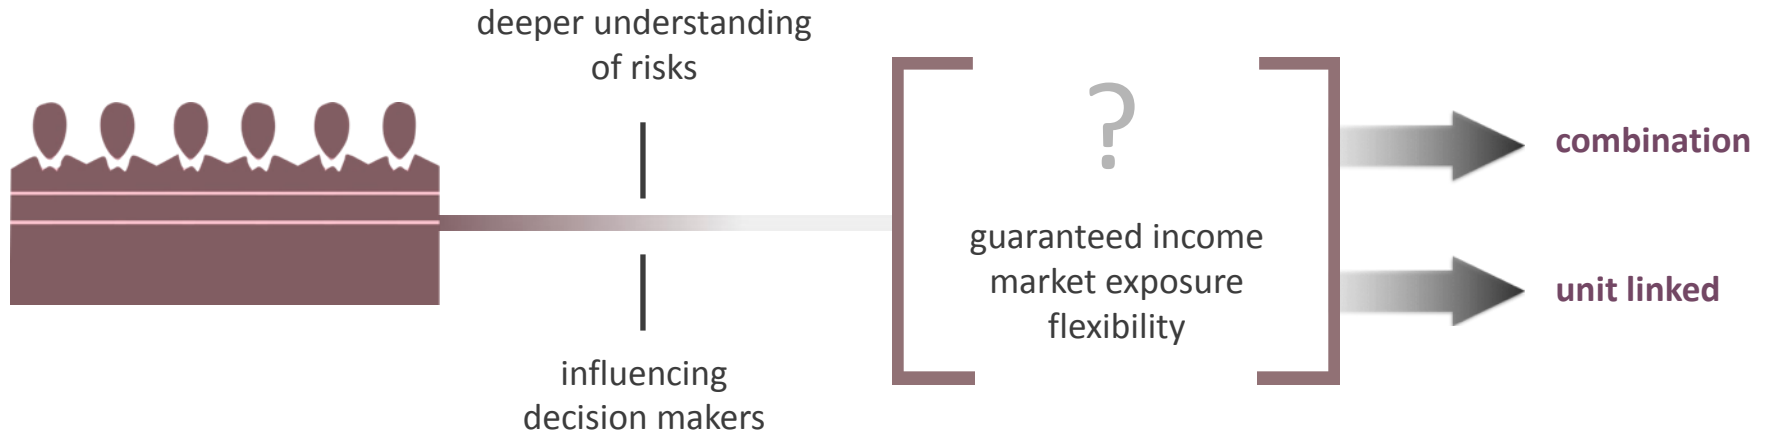 deeper understanding
of risks
influencing
decision makers
?
guaranteed income
market exposure
flexibility
combination
unit linked